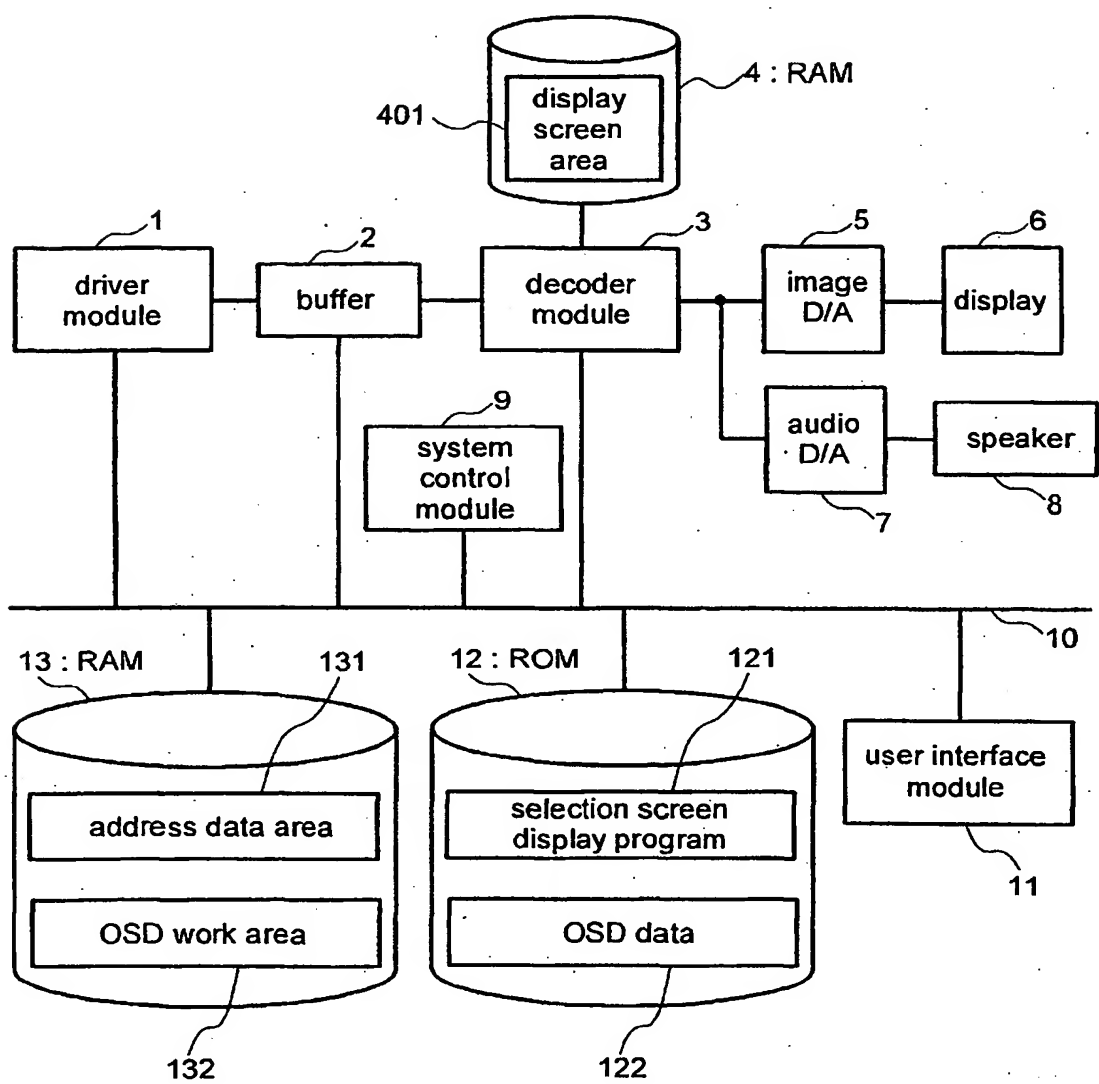 4 : RAM
401
display
screen
area
1
2
3
5
6
driver
module
buffer
decoder
module
image
D/A
display
9
system
control
module
audio
D/A
speaker
7
8
10
13 : RAM
131
12 : ROM
121
address data area
selection screen
display program
user interface
module
OSD work area
OSD data
11
132
122